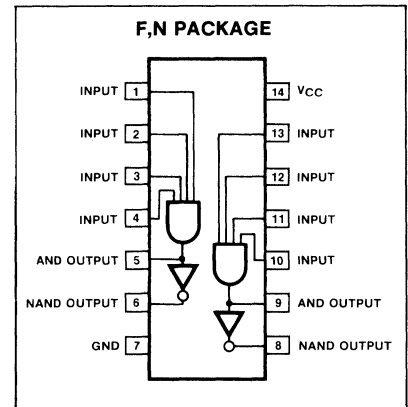 F,N PACKAGE
INPUT 1
14 VCC
INPUT 2
13 INPUT
INPUT 3
12 INPUT
INPUT 4
11 INPUT
AND OUTPUT 5
10 INPUT
NAND OUTPUT 6
9 AND OUTPUT
GND 7
8 NAND OUTPUT